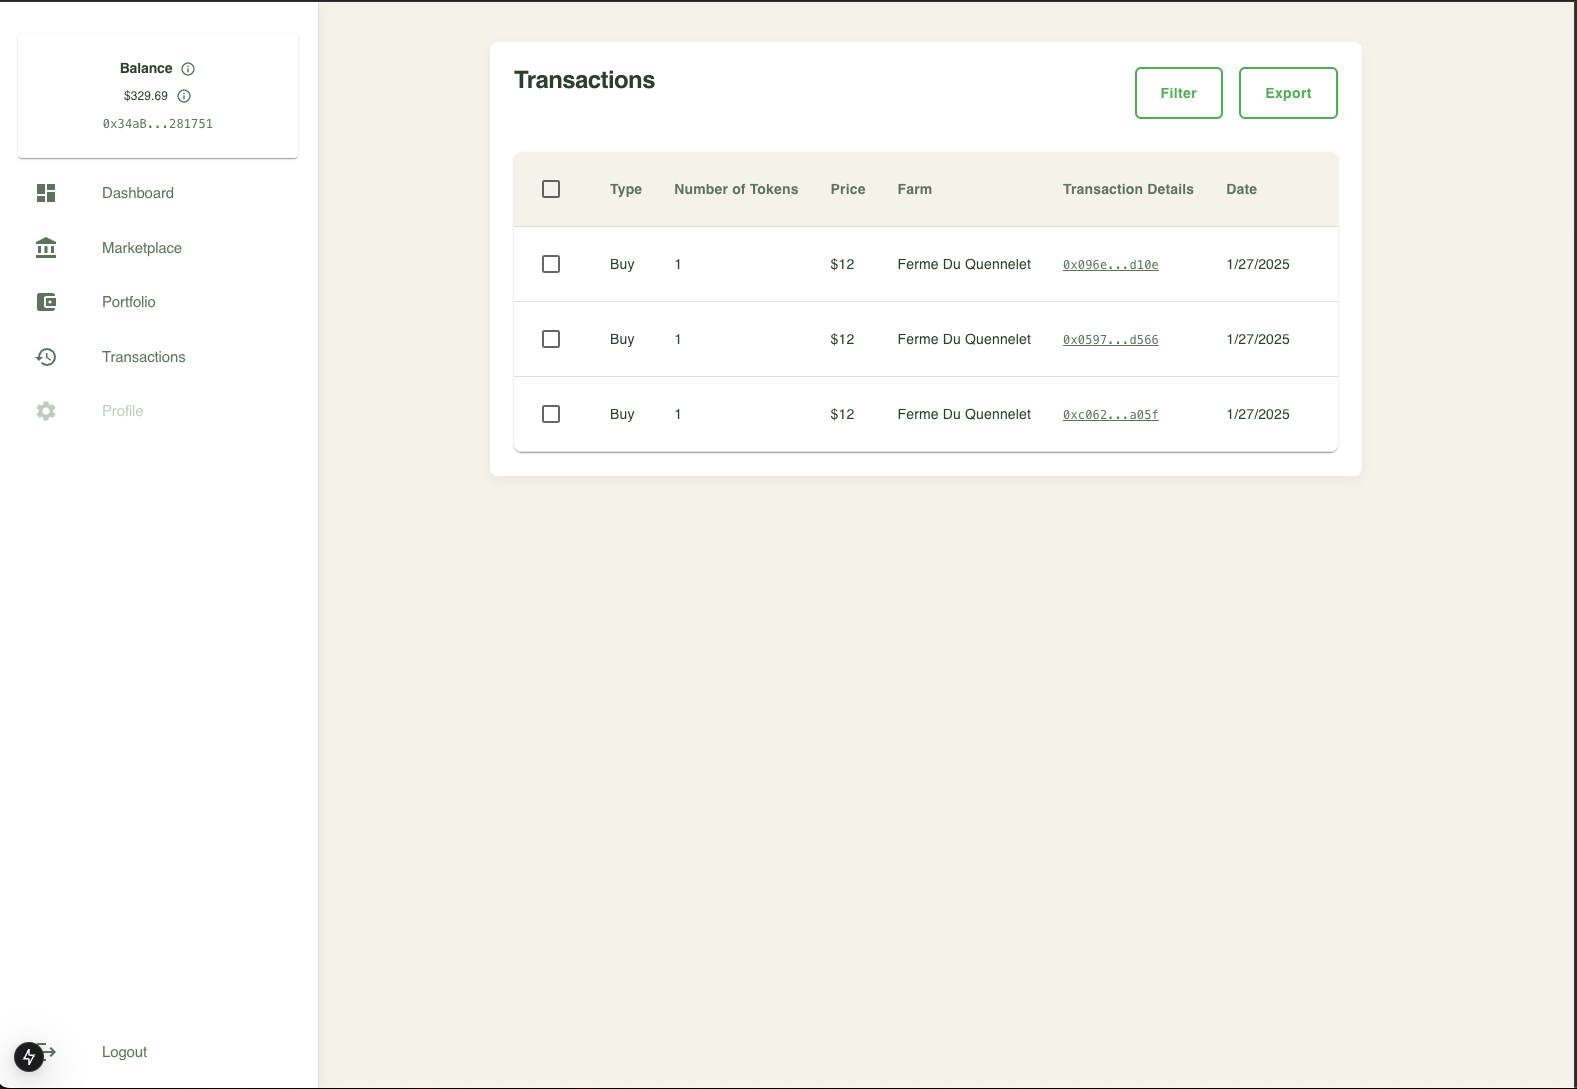 Balance
$329.69
0x34aB...281751
Dashboard
Marketplace
Portfolio
Transactions
Profile
Logout
Transactions
Filter
Export
Type Number of Tokens Price Farm Transaction Details Date
Buy 1 $12 Ferme Du Quennelet 0x096e...d10e 1/27/2025
Buy 1 $12 Ferme Du Quennelet 0x0597...d566 1/27/2025
Buy 1 $12 Ferme Du Quennelet 0xc062...a05f 1/27/2025